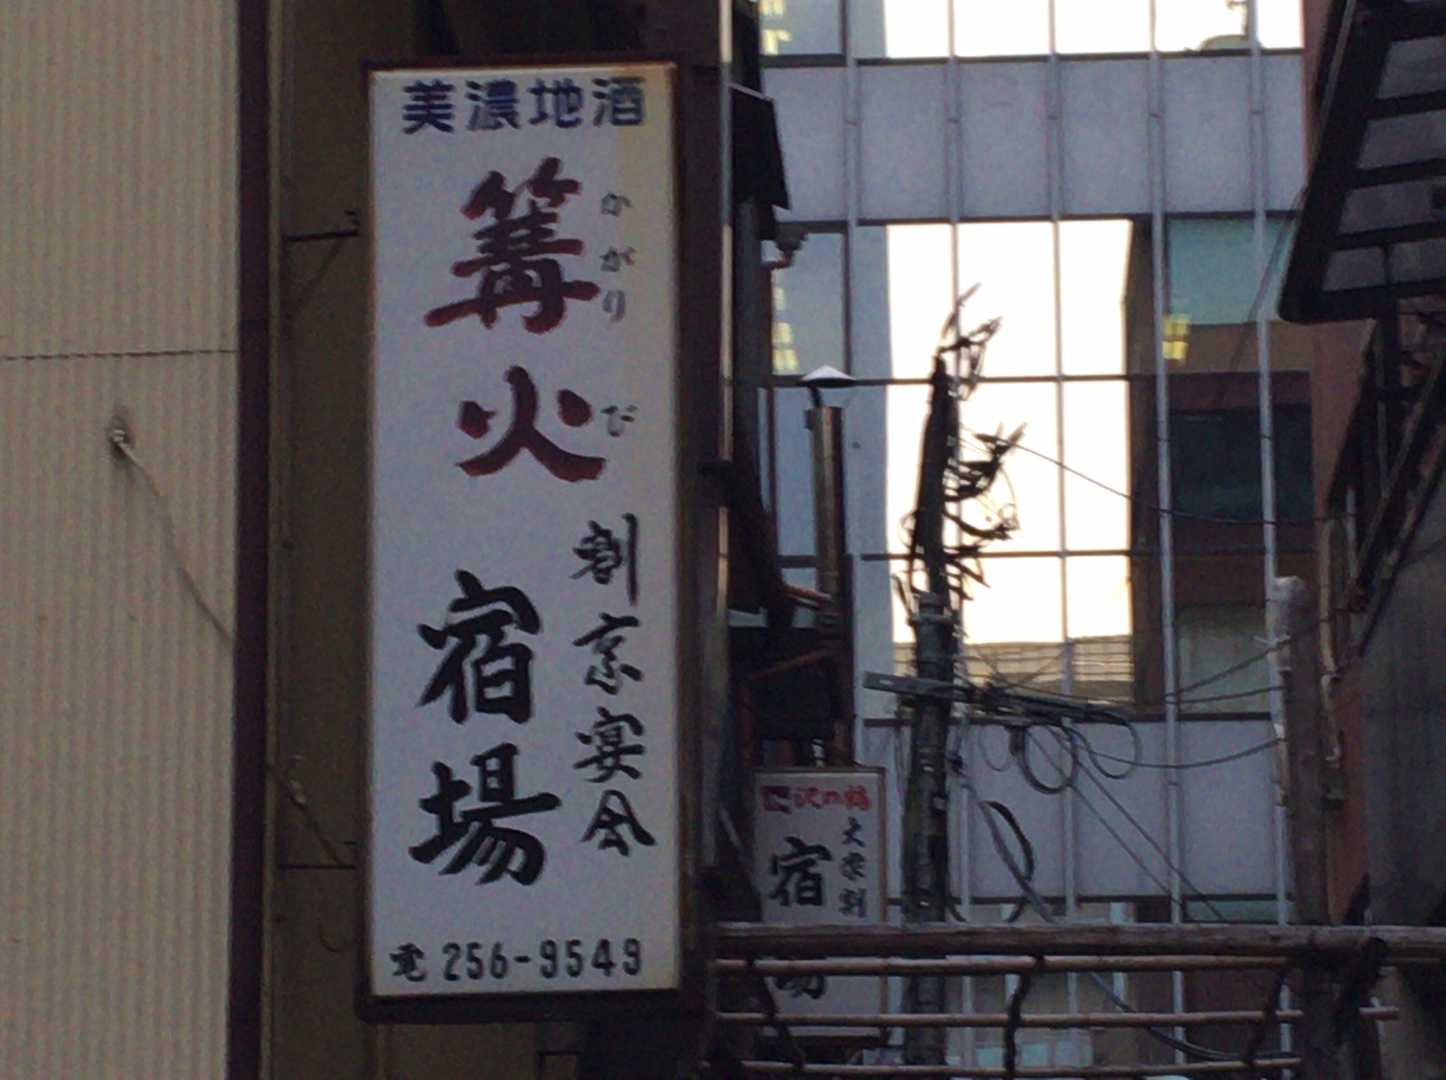 美濃地酒
篝火
かがりび
割烹宴会
宿場
電 256-9549
沢の鶴
大衆割
宿
場